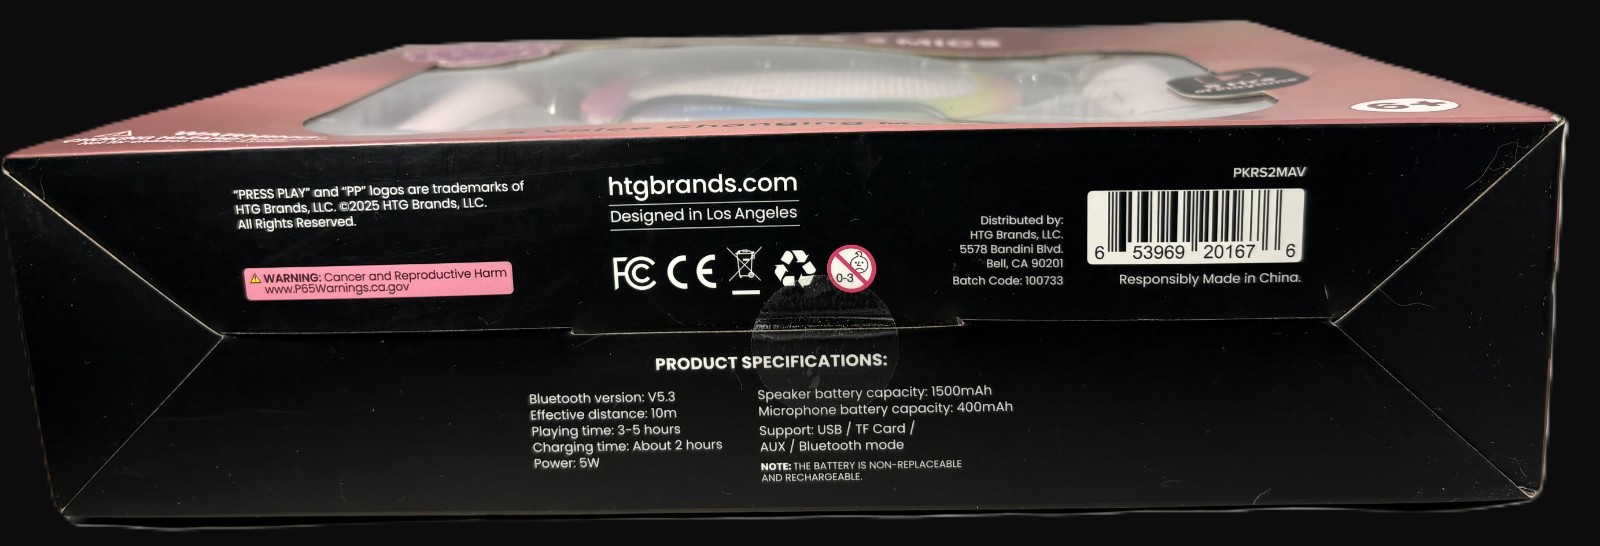 MICS
WARNING:
6+
"PRESS PLAY" and "PP" logos are trademarks of
HTG Brands, LLC. ©2025 HTG Brands, LLC.
All Rights Reserved.
WARNING: Cancer and Reproductive Harm
www.P65Warnings.ca.gov
htgbrands.com
Designed in Los Angeles
FC CE
0-3
Distributed by:
HTG Brands, LLC.
5578 Bandini Blvd.
Bell, CA 90201
Batch Code: 100733
PKRS2MAV
6 53969 20167 6
Responsibly Made in China.
PRODUCT SPECIFICATIONS:
Bluetooth version: V5.3
Effective distance: 10m
Playing time: 3-5 hours
Charging time: About 2 hours
Power: 5W
Speaker battery capacity: 1500mAh
Microphone battery capacity: 400mAh
Support: USB / TF Card /
AUX / Bluetooth mode
NOTE: THE BATTERY IS NON-REPLACEABLE
AND RECHARGEABLE.